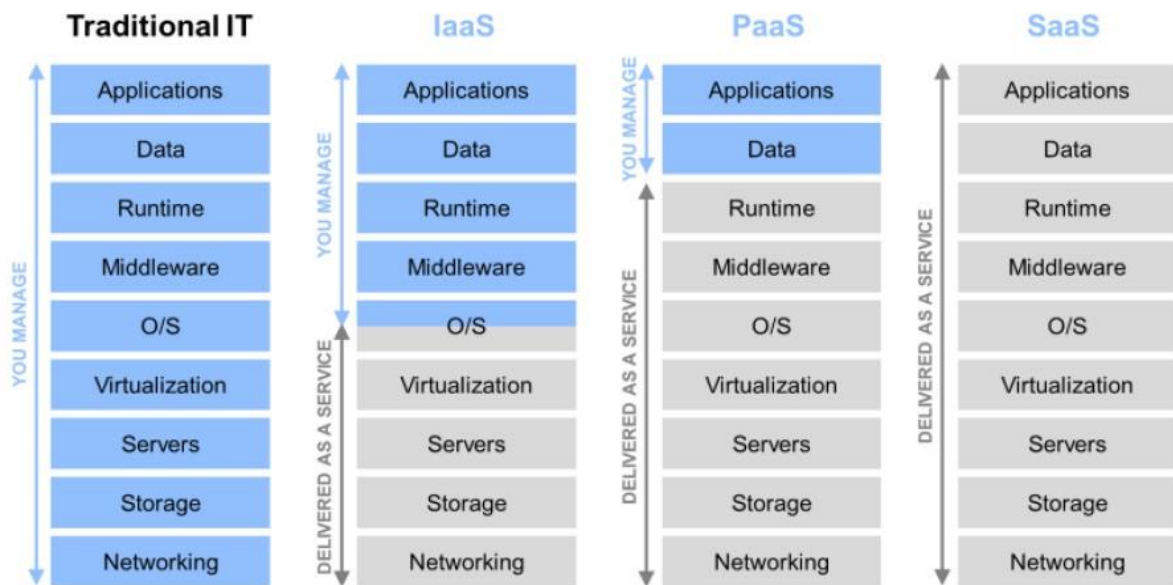 Traditional IT
YOU MANAGE
Applications
Data
Runtime
Middleware
O/S
Virtualization
Servers
Storage
Networking
IaaS
YOU MANAGE
DELIVERED AS A SERVICE
Applications
Data
Runtime
Middleware
O/S
Virtualization
Servers
Storage
Networking
PaaS
YOU MANAGE
DELIVERED AS A SERVICE
Applications
Data
Runtime
Middleware
O/S
Virtualization
Servers
Storage
Networking
SaaS
DELIVERED AS A SERVICE
Applications
Data
Runtime
Middleware
O/S
Virtualization
Servers
Storage
Networking